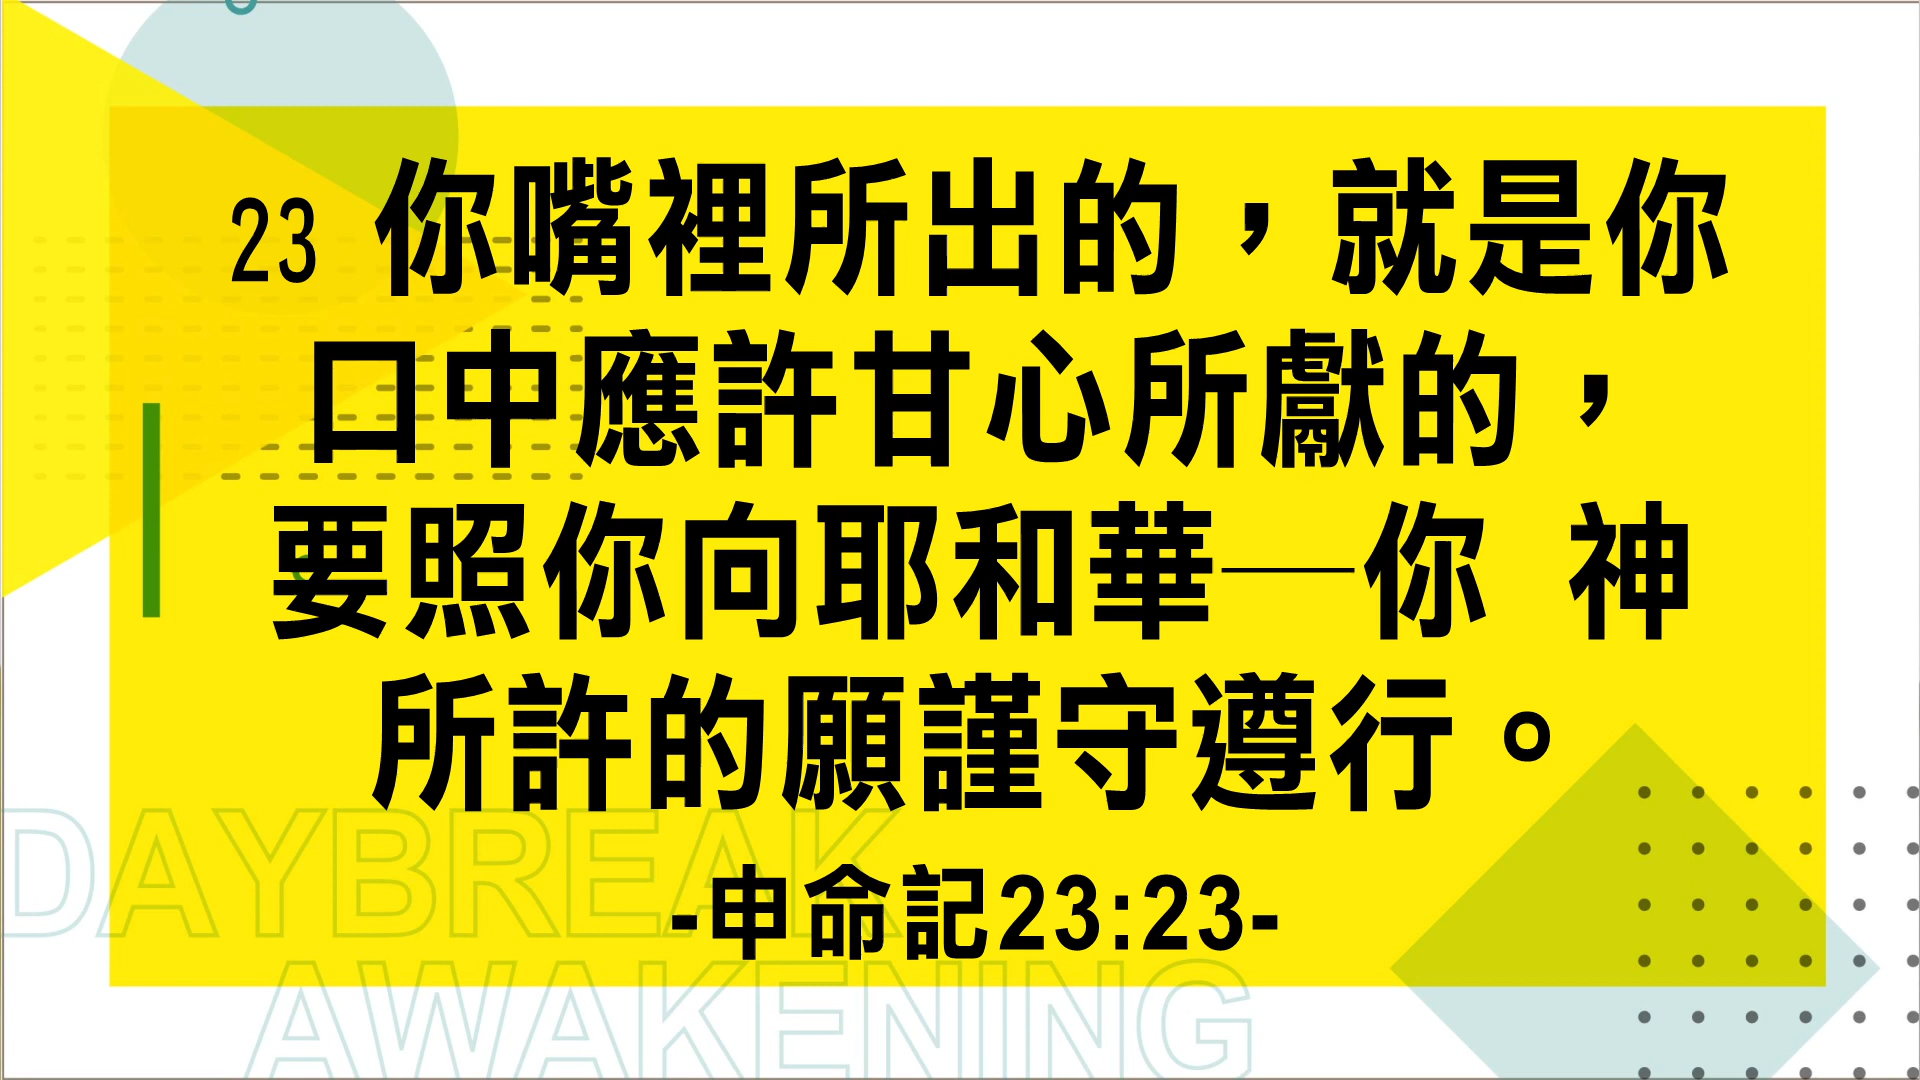 23 你嘴裡所出的，就是你
口中應許甘心所獻的，
要照你向耶和華─你 神
所許的願謹守遵行。
-申命記23:23-
DAYBREAK
AWAKENING